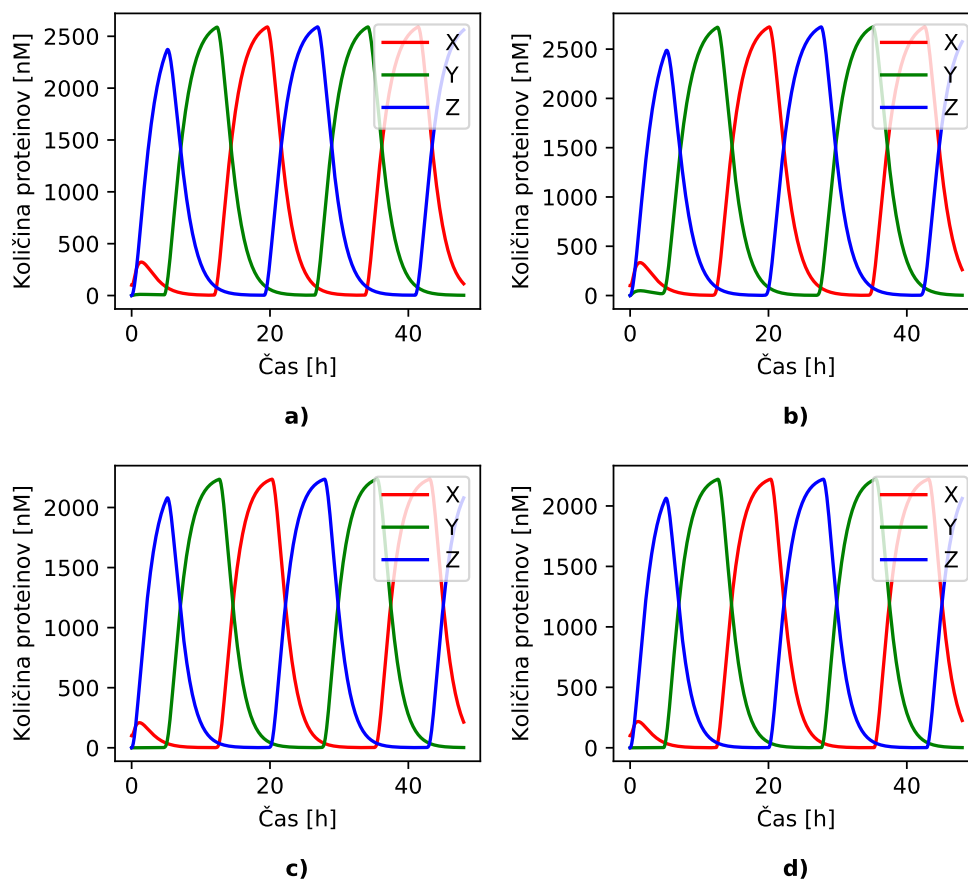 Količina proteinov [nM]
2500
2000
1500
1000
500
0
X
Y
Z
0
20
40
Čas [h]
a)
Količina proteinov [nM]
2500
2000
1500
1000
500
0
X
Y
Z
0
20
40
Čas [h]
b)
Količina proteinov [nM]
2000
1500
1000
500
0
X
Y
Z
0
20
40
Čas [h]
c)
Količina proteinov [nM]
2000
1500
1000
500
0
X
Y
Z
0
20
40
Čas [h]
d)